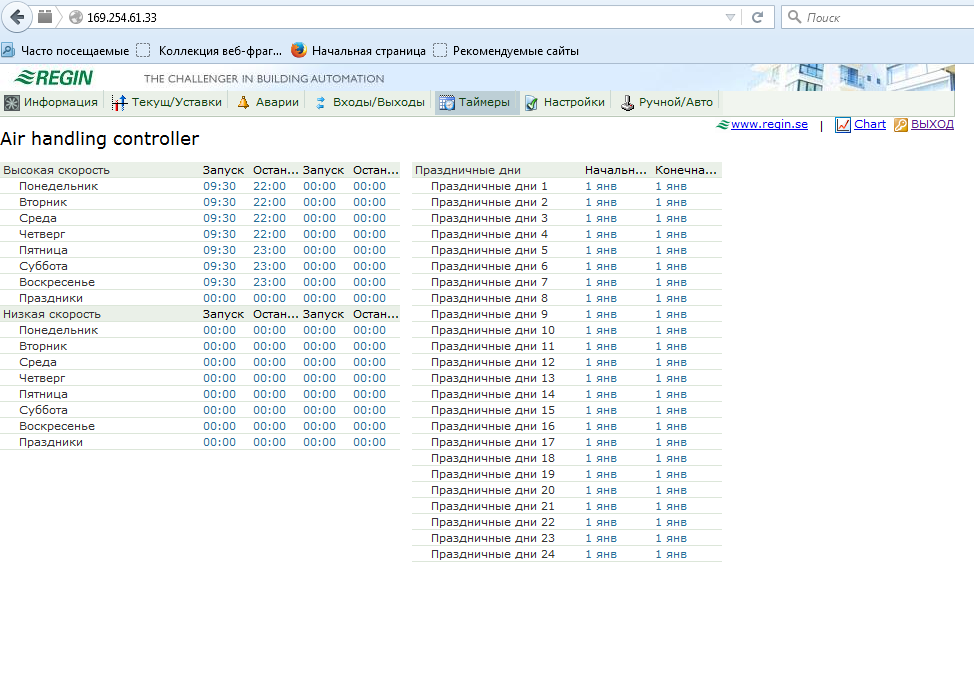 169.254.61.33 Поиск
Часто посещаемые Коллекция веб-фраг... Начальная страница Рекомендуемые сайты
REGIN THE CHALLENGER IN BUILDING AUTOMATION
Информация Текущ/Уставки Аварии Входы/Выходы Таймеры Настройки Ручной/Авто
www.regin.se | Chart ВЫХОД
Air handling controller
Высокая скорость Запуск Остан... Запуск Остан...
Понедельник 09:30 22:00 00:00 00:00
Вторник 09:30 22:00 00:00 00:00
Среда 09:30 22:00 00:00 00:00
Четверг 09:30 22:00 00:00 00:00
Пятница 09:30 23:00 00:00 00:00
Суббота 09:30 23:00 00:00 00:00
Воскресенье 09:30 23:00 00:00 00:00
Праздники 00:00 00:00 00:00 00:00
Низкая скорость Запуск Остан... Запуск Остан...
Понедельник 00:00 00:00 00:00 00:00
Вторник 00:00 00:00 00:00 00:00
Среда 00:00 00:00 00:00 00:00
Четверг 00:00 00:00 00:00 00:00
Пятница 00:00 00:00 00:00 00:00
Суббота 00:00 00:00 00:00 00:00
Воскресенье 00:00 00:00 00:00 00:00
Праздники 00:00 00:00 00:00 00:00
Праздничные дни Начальн... Конечна...
Праздничные дни 1 1 янв 1 янв
Праздничные дни 2 1 янв 1 янв
Праздничные дни 3 1 янв 1 янв
Праздничные дни 4 1 янв 1 янв
Праздничные дни 5 1 янв 1 янв
Праздничные дни 6 1 янв 1 янв
Праздничные дни 7 1 янв 1 янв
Праздничные дни 8 1 янв 1 янв
Праздничные дни 9 1 янв 1 янв
Праздничные дни 10 1 янв 1 янв
Праздничные дни 11 1 янв 1 янв
Праздничные дни 12 1 янв 1 янв
Праздничные дни 13 1 янв 1 янв
Праздничные дни 14 1 янв 1 янв
Праздничные дни 15 1 янв 1 янв
Праздничные дни 16 1 янв 1 янв
Праздничные дни 17 1 янв 1 янв
Праздничные дни 18 1 янв 1 янв
Праздничные дни 19 1 янв 1 янв
Праздничные дни 20 1 янв 1 янв
Праздничные дни 21 1 янв 1 янв
Праздничные дни 22 1 янв 1 янв
Праздничные дни 23 1 янв 1 янв
Праздничные дни 24 1 янв 1 янв